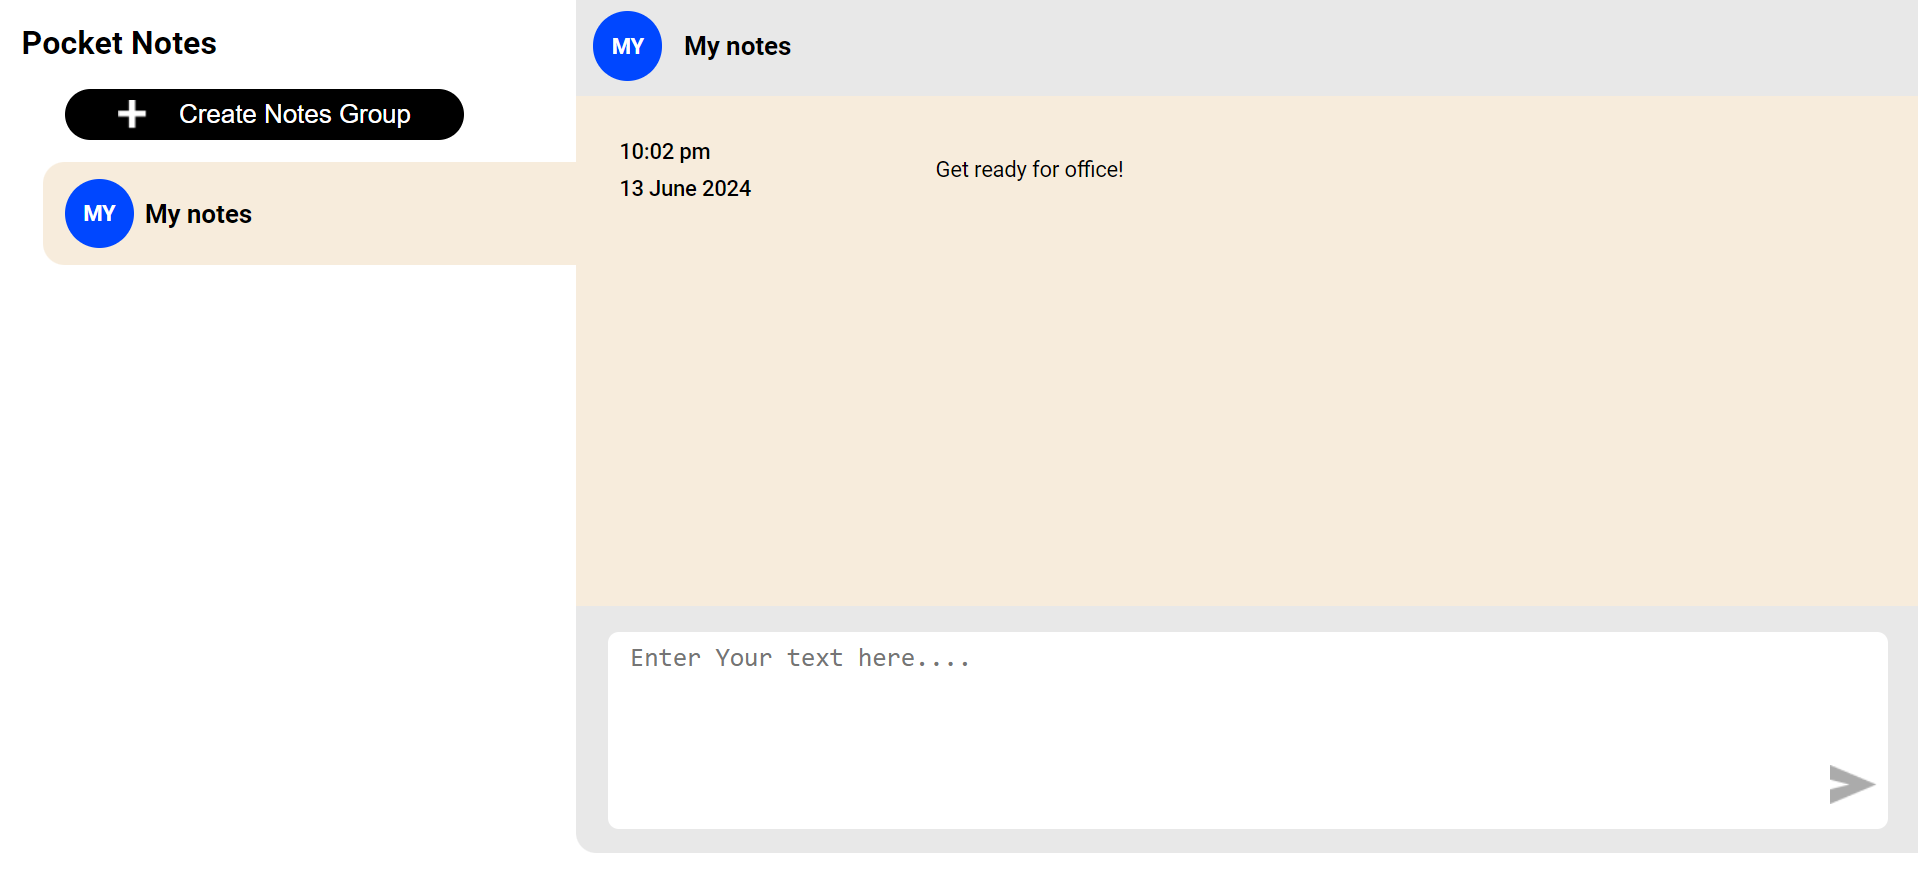 Pocket Notes
Create Notes Group
MY My notes
MY My notes
10:02 pm
13 June 2024
Get ready for office!
Enter Your text here....